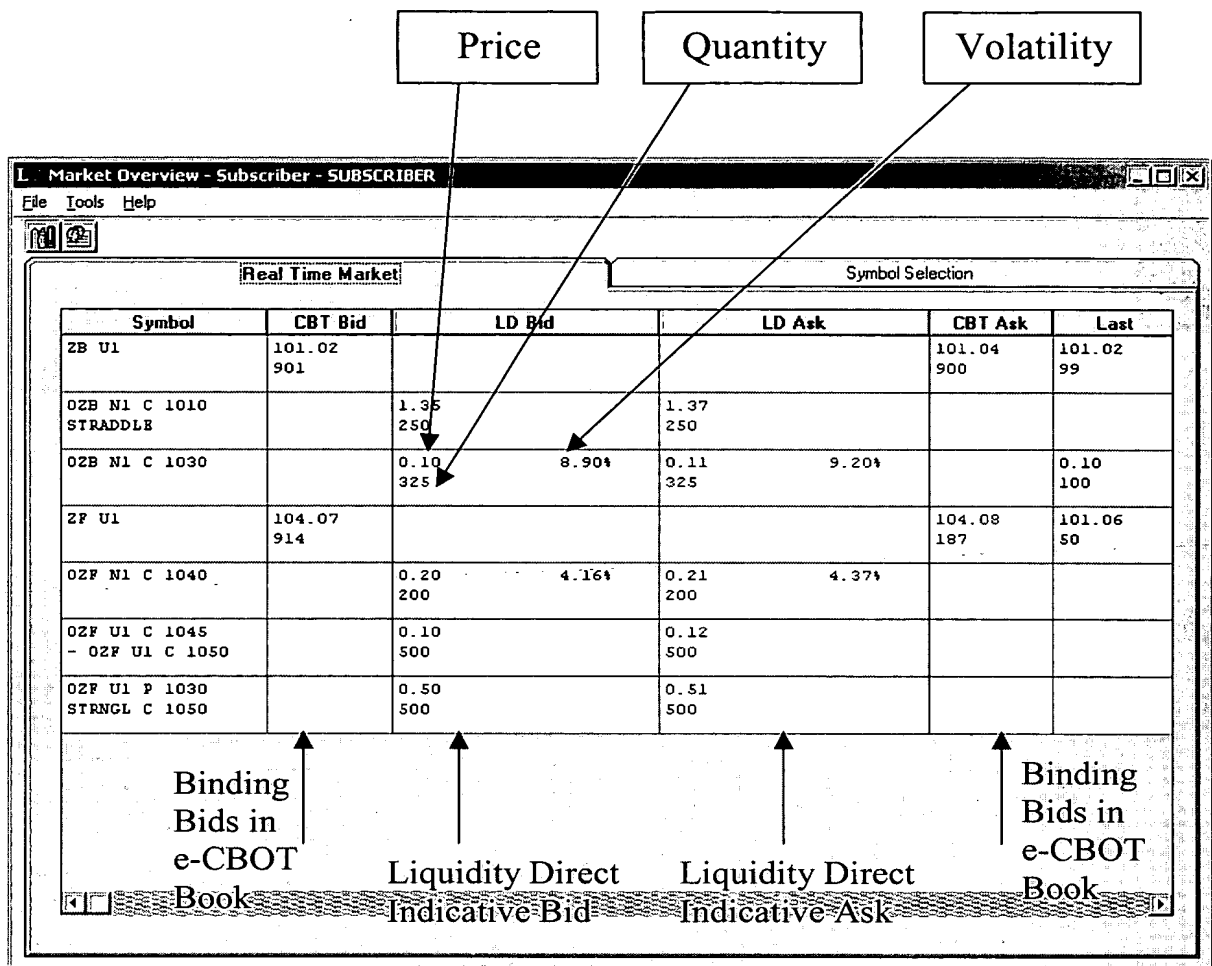 Price Quantity Volatility
L Market Overview - Subscriber - SUBSCRIBER
File Tools Help
Real Time Market Symbol Selection
Symbol CBT Bid LD Bid LD Ask CBT Ask Last
ZB U1 101.02 101.04 101.02
901 900 99
OZB N1 C 1010 1.35 1.37
STRADDLE 250 250
OZB N1 C 1030 0.10 8.90% 0.11 9.20% 0.10
325 325 100
ZF U1 104.07 104.08 101.06
914 187 50
OZF N1 C 1040 0.20 4.16% 0.21 4.37%
200 200
OZF U1 C 1045 0.10 0.12
- OZF U1 C 1050 500 500
OZF U1 P 1030 0.50 0.51
STRNGL C 1050 500 500
Binding Binding
Bids in Bids in
e-CBOT e-CBOT
Book Liquidity Direct Liquidity Direct Book
Indicative Bid Indicative Ask